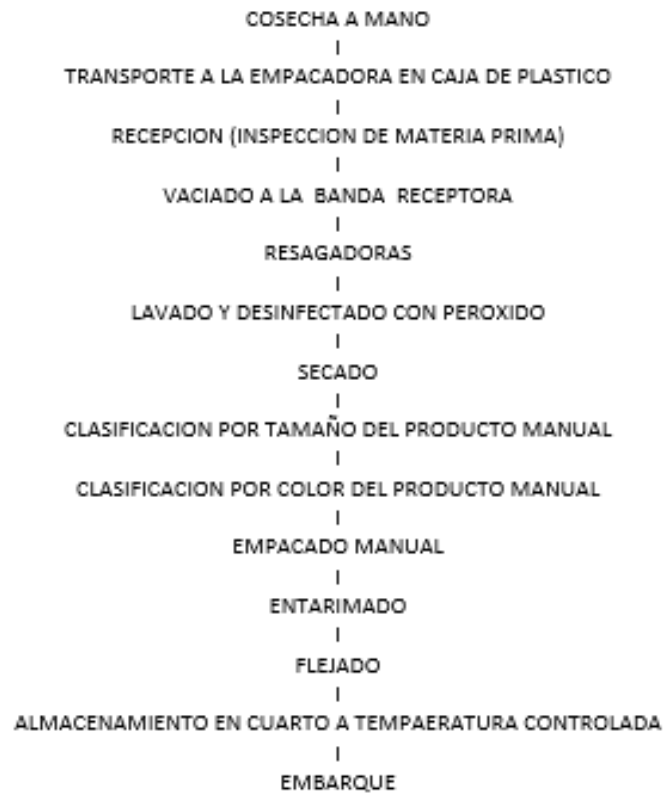 COSECHA A MANO
TRANSPORTE A LA EMPACADORA EN CAJA DE PLASTICO
RECEPCION (INSPECCION DE MATERIA PRIMA)
VACIADO A LA BANDA RECEPTORA
RESAGADORAS
LAVADO Y DESINFECTADO CON PEROXIDO
SECADO
CLASIFICACION POR TAMAÑO DEL PRODUCTO MANUAL
CLASIFICACION POR COLOR DEL PRODUCTO MANUAL
EMPACADO MANUAL
ENTARIMADO
FLEJADO
ALMACENAMIENTO EN CUARTO A TEMPAERATURA CONTROLADA
EMBARQUE